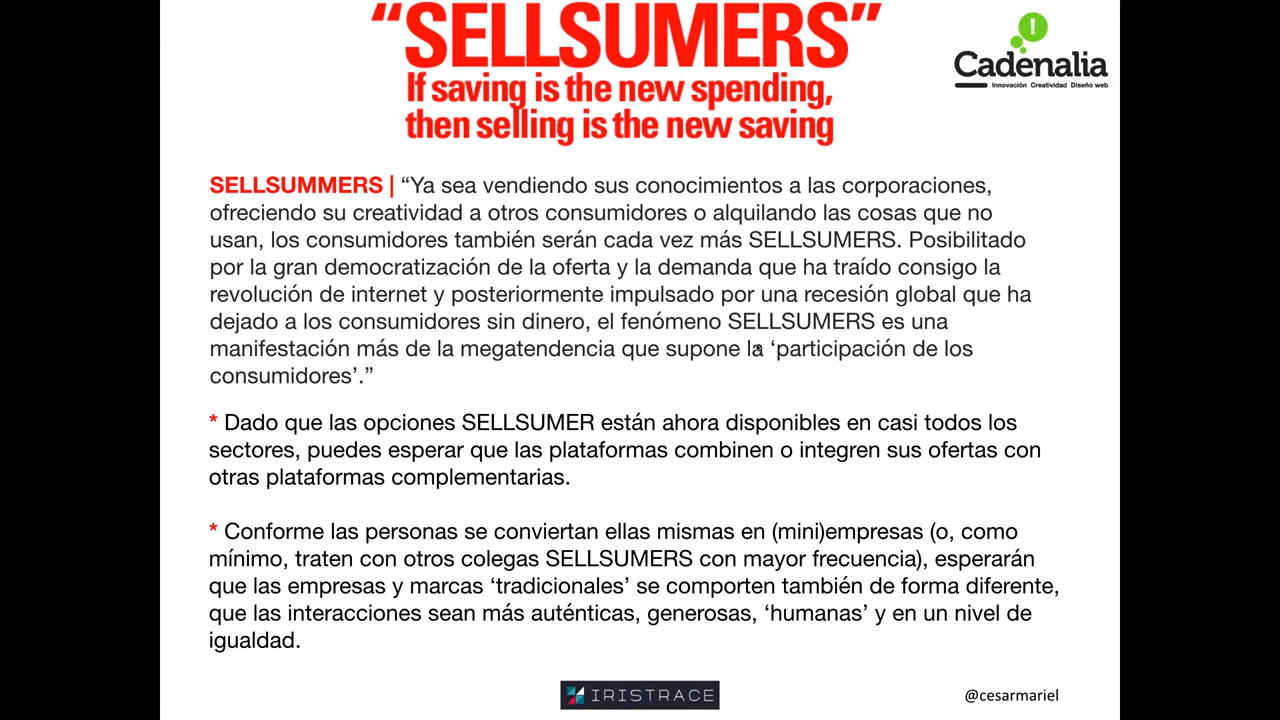 “SELLSUMERS”
If saving is the new spending,
then selling is the new saving
!
Cadenalia
Innovación Creatividad Diseño web
SELLSUMMERS | “Ya sea vendiendo sus conocimientos a las corporaciones,
ofreciendo su creatividad a otros consumidores o alquilando las cosas que no
usan, los consumidores también serán cada vez más SELLSUMERS. Posibilitado
por la gran democratización de la oferta y la demanda que ha traído consigo la
revolución de internet y posteriormente impulsado por una recesión global que ha
dejado a los consumidores sin dinero, el fenómeno SELLSUMERS es una
manifestación más de la megatendencia que supone la ‘participación de los
consumidores’.”
* Dado que las opciones SELLSUMER están ahora disponibles en casi todos los
sectores, puedes esperar que las plataformas combinen o integren sus ofertas con
otras plataformas complementarias.
* Conforme las personas se conviertan ellas mismas en (mini)empresas (o, como
mínimo, traten con otros colegas SELLSUMERS con mayor frecuencia), esperarán
que las empresas y marcas ‘tradicionales’ se comporten también de forma diferente,
que las interacciones sean más auténticas, generosas, ‘humanas’ y en un nivel de
igualdad.
IRISTRACE
@cesarmariel